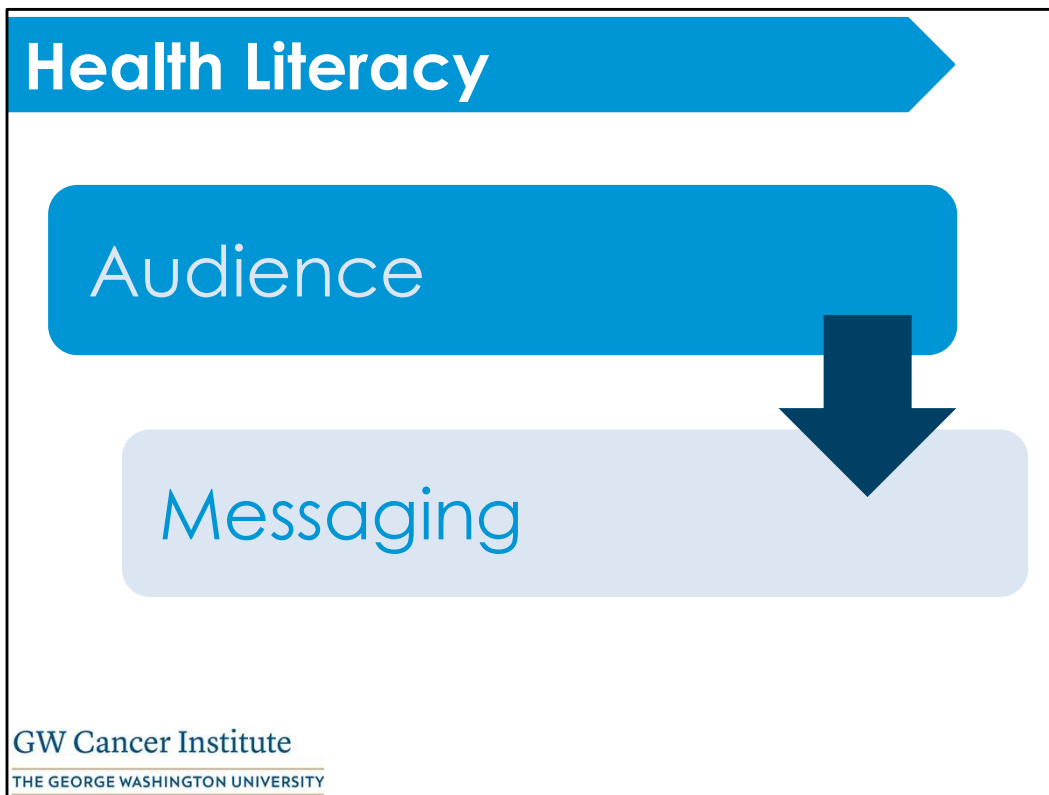 Health Literacy
Audience
Messaging
GW Cancer Institute
THE GEORGE WASHINGTON UNIVERSITY